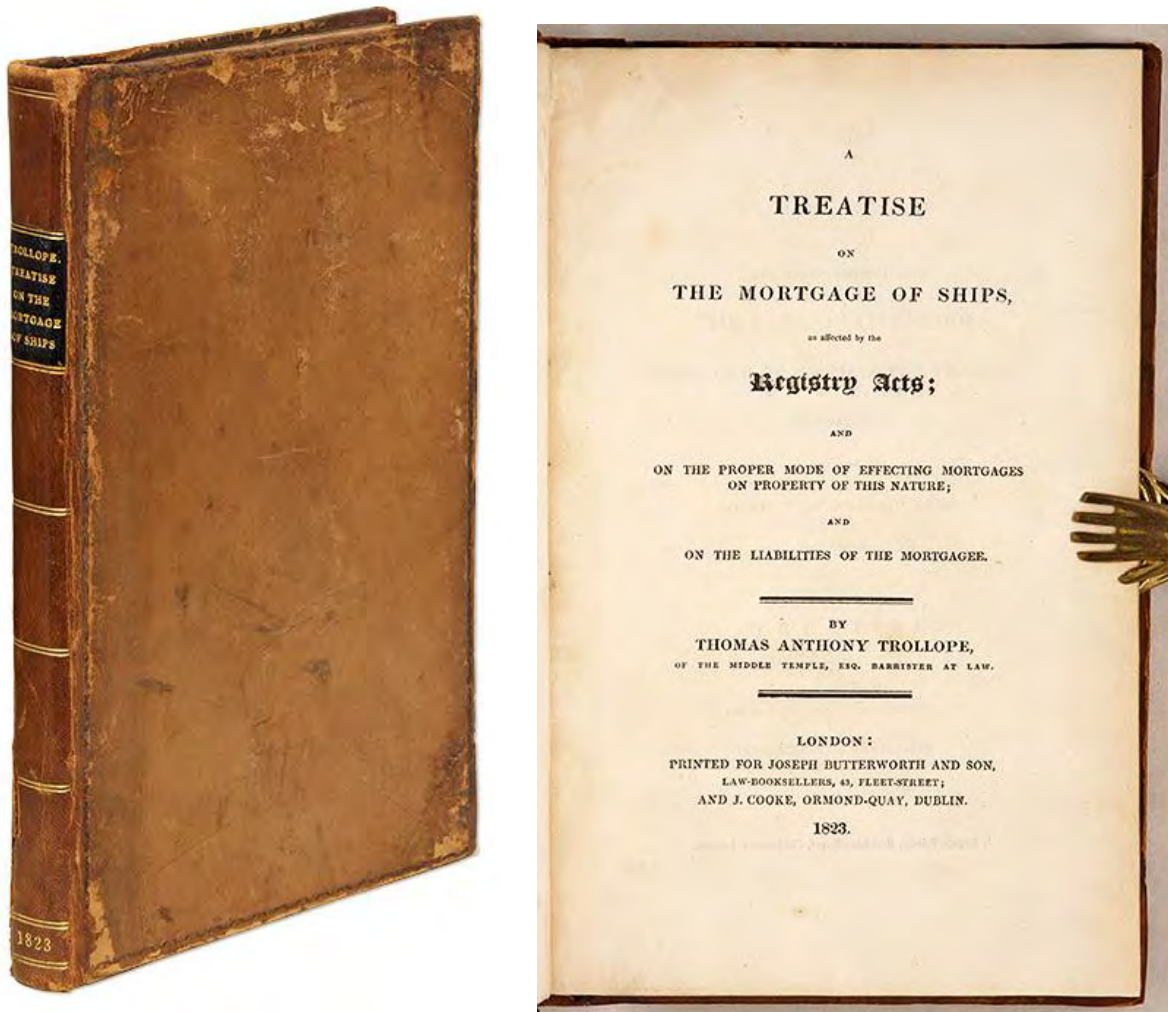 TROLLOPE.
TREATISE
ON THE
MORTGAGE
OF SHIPS
1823
A
TREATISE
ON
THE MORTGAGE OF SHIPS,
as affected by the
Registry Acts;
AND
ON THE PROPER MODE OF EFFECTING MORTGAGES
ON PROPERTY OF THIS NATURE;
AND
ON THE LIABILITIES OF THE MORTGAGEE.
BY
THOMAS ANTHONY TROLLOPE,
OF THE MIDDLE TEMPLE, ESQ. BARRISTER AT LAW.
LONDON:
PRINTED FOR JOSEPH BUTTERWORTH AND SON,
LAW-BOOKSELLERS, 43, FLEET-STREET;
AND J. COOKE, ORMOND-QUAY, DUBLIN.
1823.